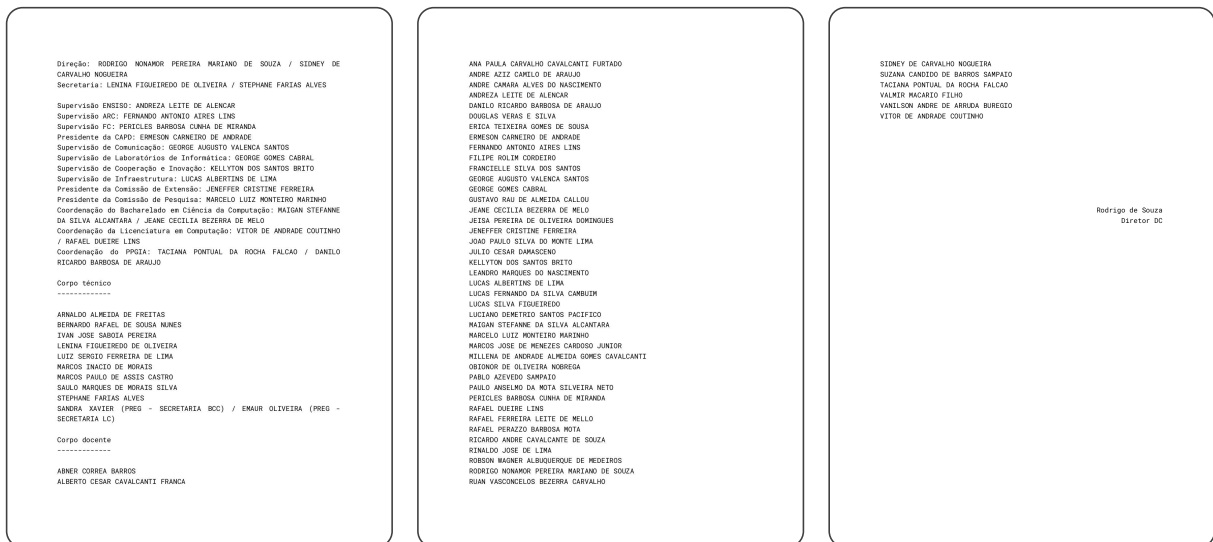 Direção: RODRIGO NONAMOR PEREIRA MARIANO DE SOUZA / SIDNEY DE
CARVALHO NOGUEIRA
Secretaria: LENINA FIGUEIREDO DE OLIVEIRA / STEPHANE FARIAS ALVES
Supervisão ENSISO: ANDREZA LEITE DE ALENCAR
Supervisão ARC: FERNANDO ANTONIO AIRES LINS
Supervisão FC: PERICLES BARBOSA CUNHA DE MIRANDA
Presidente da CAPD: ERMESON CARNEIRO DE ANDRADE
Supervisão de Comunicação: GEORGE AUGUSTO VALENCA SANTOS
Supervisão de Laboratórios de Informática: GEORGE GOMES CABRAL
Supervisão de Cooperação e Inovação: KELLYTON DOS SANTOS BRITO
Supervisão de Infraestrutura: LUCAS ALBERTINS DE LIMA
Presidente da Comissão de Extensão: JENEFFER CRISTINE FERREIRA
Presidente da Comissão de Pesquisa: MARCELO LUIZ MONTEIRO MARINHO
Coordenação do Bacharelado em Ciência da Computação: MAIGAN STEFANNE
DA SILVA ALCANTARA / JEANE CECILIA BEZERRA DE MELO
Coordenação da Licenciatura em Computação: VITOR DE ANDRADE COUTINHO
/ RAFAEL DUEIRE LINS
Coordenação do PPGIA: TACIANA PONTUAL DA ROCHA FALCAO / DANILO
RICARDO BARBOSA DE ARAUJO
Corpo técnico
-------------
ARNALDO ALMEIDA DE FREITAS
BERNARDO RAFAEL DE SOUSA NUNES
IVAN JOSE SABOIA PEREIRA
LENINA FIGUEIREDO DE OLIVEIRA
LUIZ SERGIO FERREIRA DE LIMA
MARCOS INACIO DE MORAIS
MARCOS PAULO DE ASSIS CASTRO
SAULO MARQUES DE MORAIS SILVA
STEPHANE FARIAS ALVES
SANDRA XAVIER (PREG - SECRETARIA BCC) / EMAUR OLIVEIRA (PREG -
SECRETARIA LC)
Corpo docente
-------------
ABNER CORREA BARROS
ALBERTO CESAR CAVALCANTI FRANCA
ANA PAULA CARVALHO CAVALCANTI FURTADO
ANDRE AZIZ CAMILO DE ARAUJO
ANDRE CAMARA ALVES DO NASCIMENTO
ANDREZA LEITE DE ALENCAR
DANILO RICARDO BARBOSA DE ARAUJO
DOUGLAS VERAS E SILVA
ERICA TEIXEIRA GOMES DE SOUSA
ERMESON CARNEIRO DE ANDRADE
FERNANDO ANTONIO AIRES LINS
FILIPE ROLIM CORDEIRO
FRANCIELLE SILVA DOS SANTOS
GEORGE AUGUSTO VALENCA SANTOS
GEORGE GOMES CABRAL
GUSTAVO RAU DE ALMEIDA CALLOU
JEANE CECILIA BEZERRA DE MELO
JEISA PEREIRA DE OLIVEIRA DOMINGUES
JENEFFER CRISTINE FERREIRA
JOAO PAULO SILVA DO MONTE LIMA
JULIO CESAR DAMASCENO
KELLYTON DOS SANTOS BRITO
LEANDRO MARQUES DO NASCIMENTO
LUCAS ALBERTINS DE LIMA
LUCAS FERNANDO DA SILVA CAMBUIM
LUCAS SILVA FIGUEIREDO
LUCIANO DEMETRIO SANTOS PACIFICO
MAIGAN STEFANNE DA SILVA ALCANTARA
MARCELO LUIZ MONTEIRO MARINHO
MARCOS JOSE DE MENEZES CARDOSO JUNIOR
MILLENA DE ANDRADE ALMEIDA GOMES CAVALCANTI
OBIONOR DE OLIVEIRA NOBREGA
PABLO AZEVEDO SAMPAIO
PAULO ANSELMO DA MOTA SILVEIRA NETO
PERICLES BARBOSA CUNHA DE MIRANDA
RAFAEL DUEIRE LINS
RAFAEL FERREIRA LEITE DE MELLO
RAFAEL PERAZZO BARBOSA MOTA
RICARDO ANDRE CAVALCANTE DE SOUZA
RINALDO JOSE DE LIMA
ROBSON WAGNER ALBUQUERQUE DE MEDEIROS
RODRIGO NONAMOR PEREIRA MARIANO DE SOUZA
RUAN VASCONCELOS BEZERRA CARVALHO
SIDNEY DE CARVALHO NOGUEIRA
SUZANA CANDIDO DE BARROS SAMPAIO
TACIANA PONTUAL DA ROCHA FALCAO
VALMIR MACARIO FILHO
VANILSON ANDRE DE ARRUDA BUREGIO
VITOR DE ANDRADE COUTINHO
Rodrigo de Souza
Diretor DC